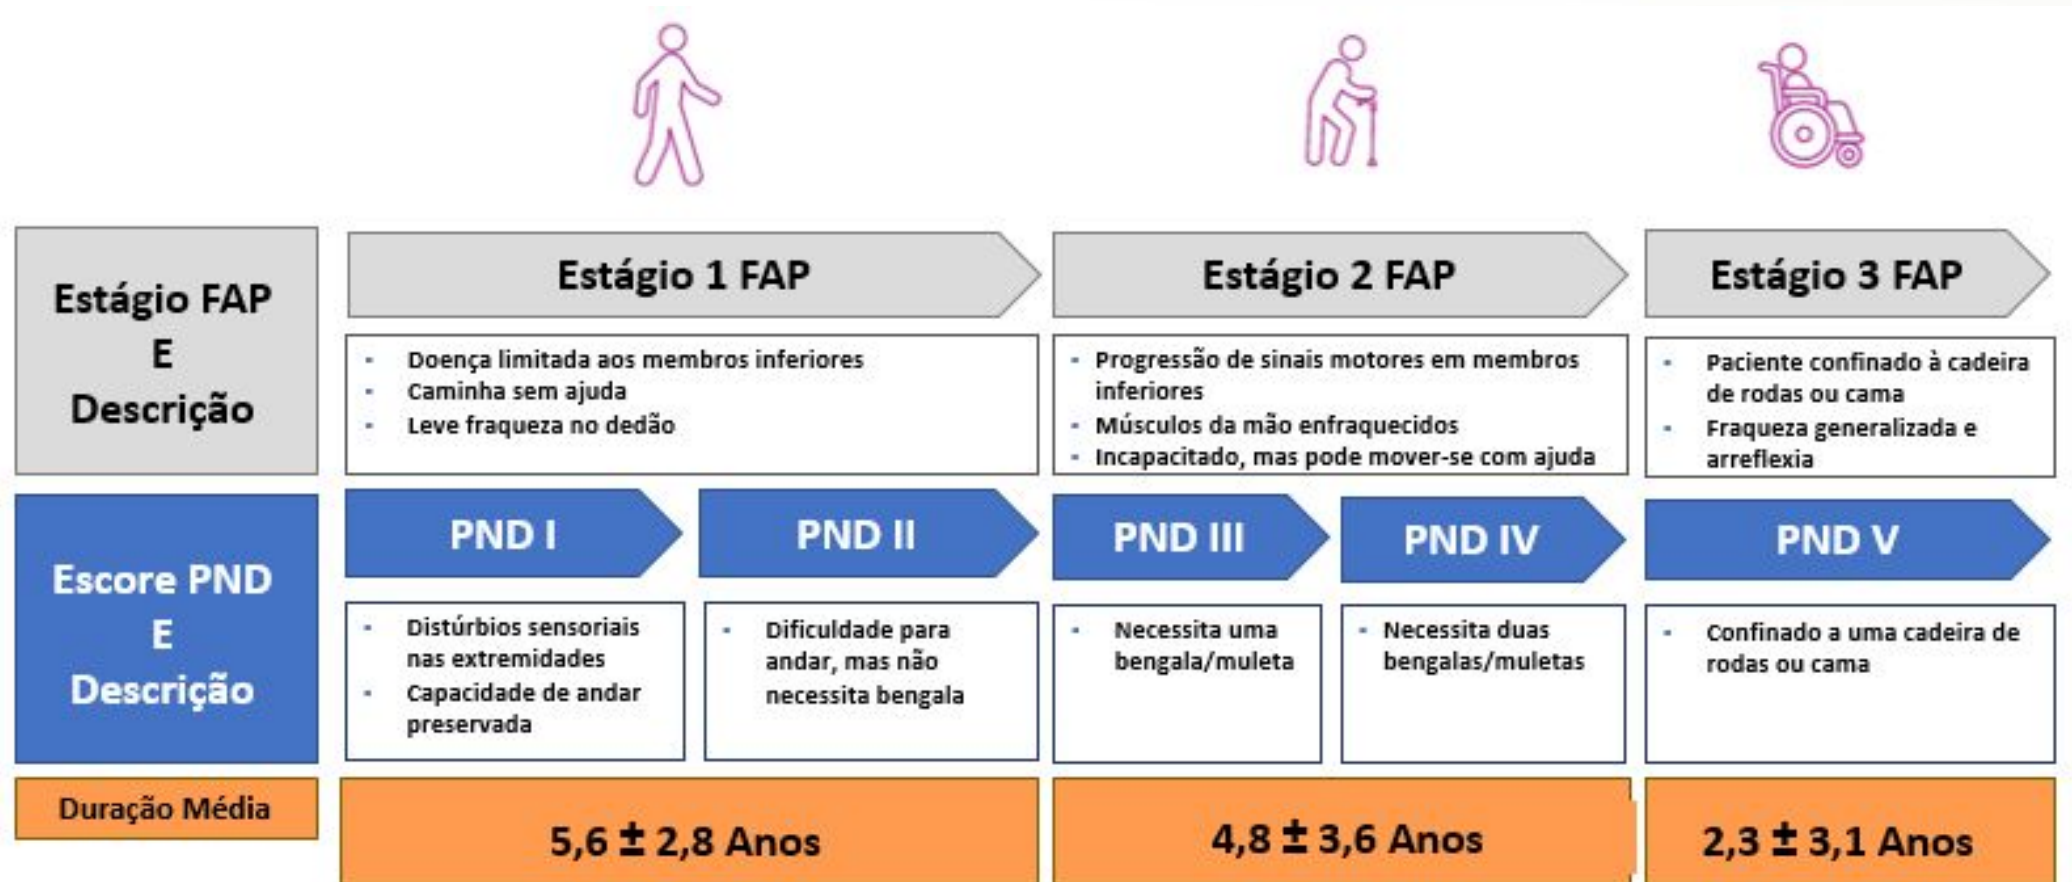 Estágio FAP
E
Descrição
Estágio 1 FAP
- Doença limitada aos membros inferiores
- Caminha sem ajuda
- Leve fraqueza no dedão
Estágio 2 FAP
- Progressão de sinais motores em membros
inferiores
- Músculos da mão enfraquecidos
- Incapacitado, mas pode mover-se com ajuda
Estágio 3 FAP
- Paciente confinado à cadeira
de rodas ou cama
- Fraqueza generalizada e
arreflexia
Escore PND
E
Descrição
PND I
- Distúrbios sensoriais
nas extremidades
- Capacidade de andar
preservada
PND II
- Dificuldade para
andar, mas não
necessita bengala
PND III
- Necessita uma
bengala/muleta
PND IV
- Necessita duas
bengalas/muletas
PND V
- Confinado a uma cadeira de
rodas ou cama
Duração Média
5,6 ± 2,8 Anos
4,8 ± 3,6 Anos
2,3 ± 3,1 Anos